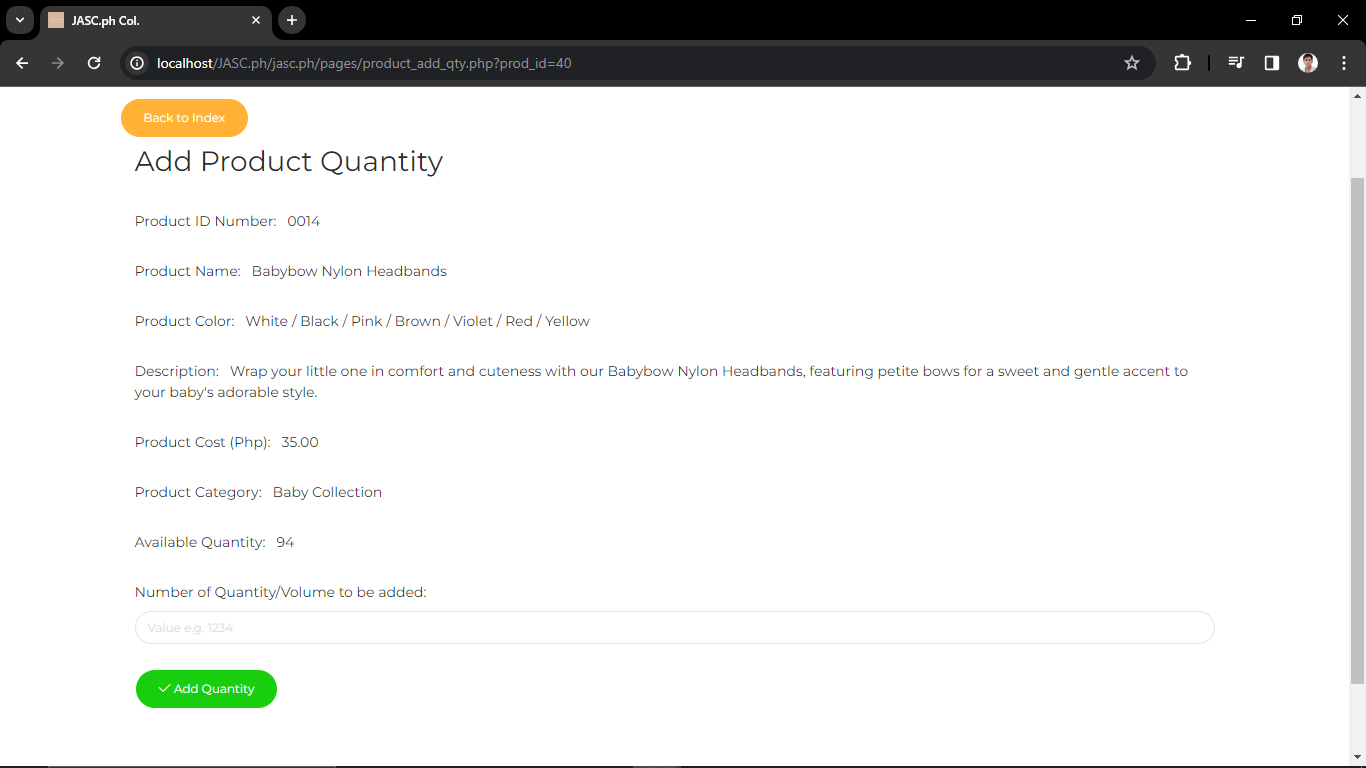 JASC.ph Col.
localhost/JASC.ph/jasc.ph/pages/product_add_qty.php?prod_id=40
Back to Index
Add Product Quantity
Product ID Number: 0014
Product Name: Babybow Nylon Headbands
Product Color: White / Black / Pink / Brown / Violet / Red / Yellow
Description: Wrap your little one in comfort and cuteness with our Babybow Nylon Headbands, featuring petite bows for a sweet and gentle accent to
your baby's adorable style.
Product Cost (Php): 35.00
Product Category: Baby Collection
Available Quantity: 94
Number of Quantity/Volume to be added:
Value e.g. 1234
Add Quantity